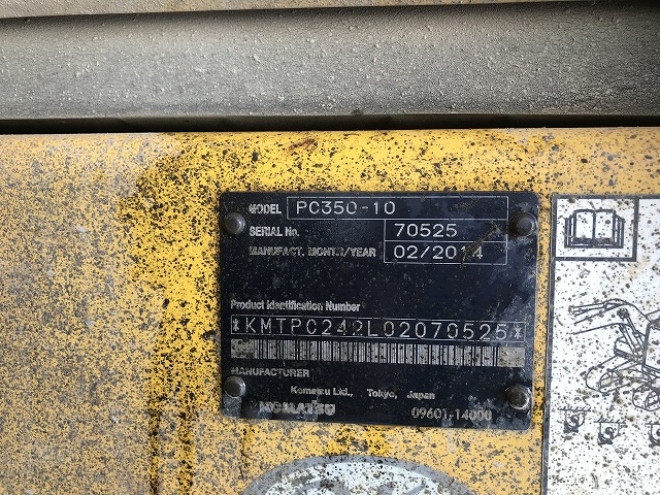 MODEL PC350-10
SERIAL No. 70525
MANUFACT. MONTH/YEAR 02/2014
Product Identification Number
*KMTPC242L02070525*
MANUFACTURER
Komatsu Ltd., Tokyo, Japan
KOMATSU 09601-14000